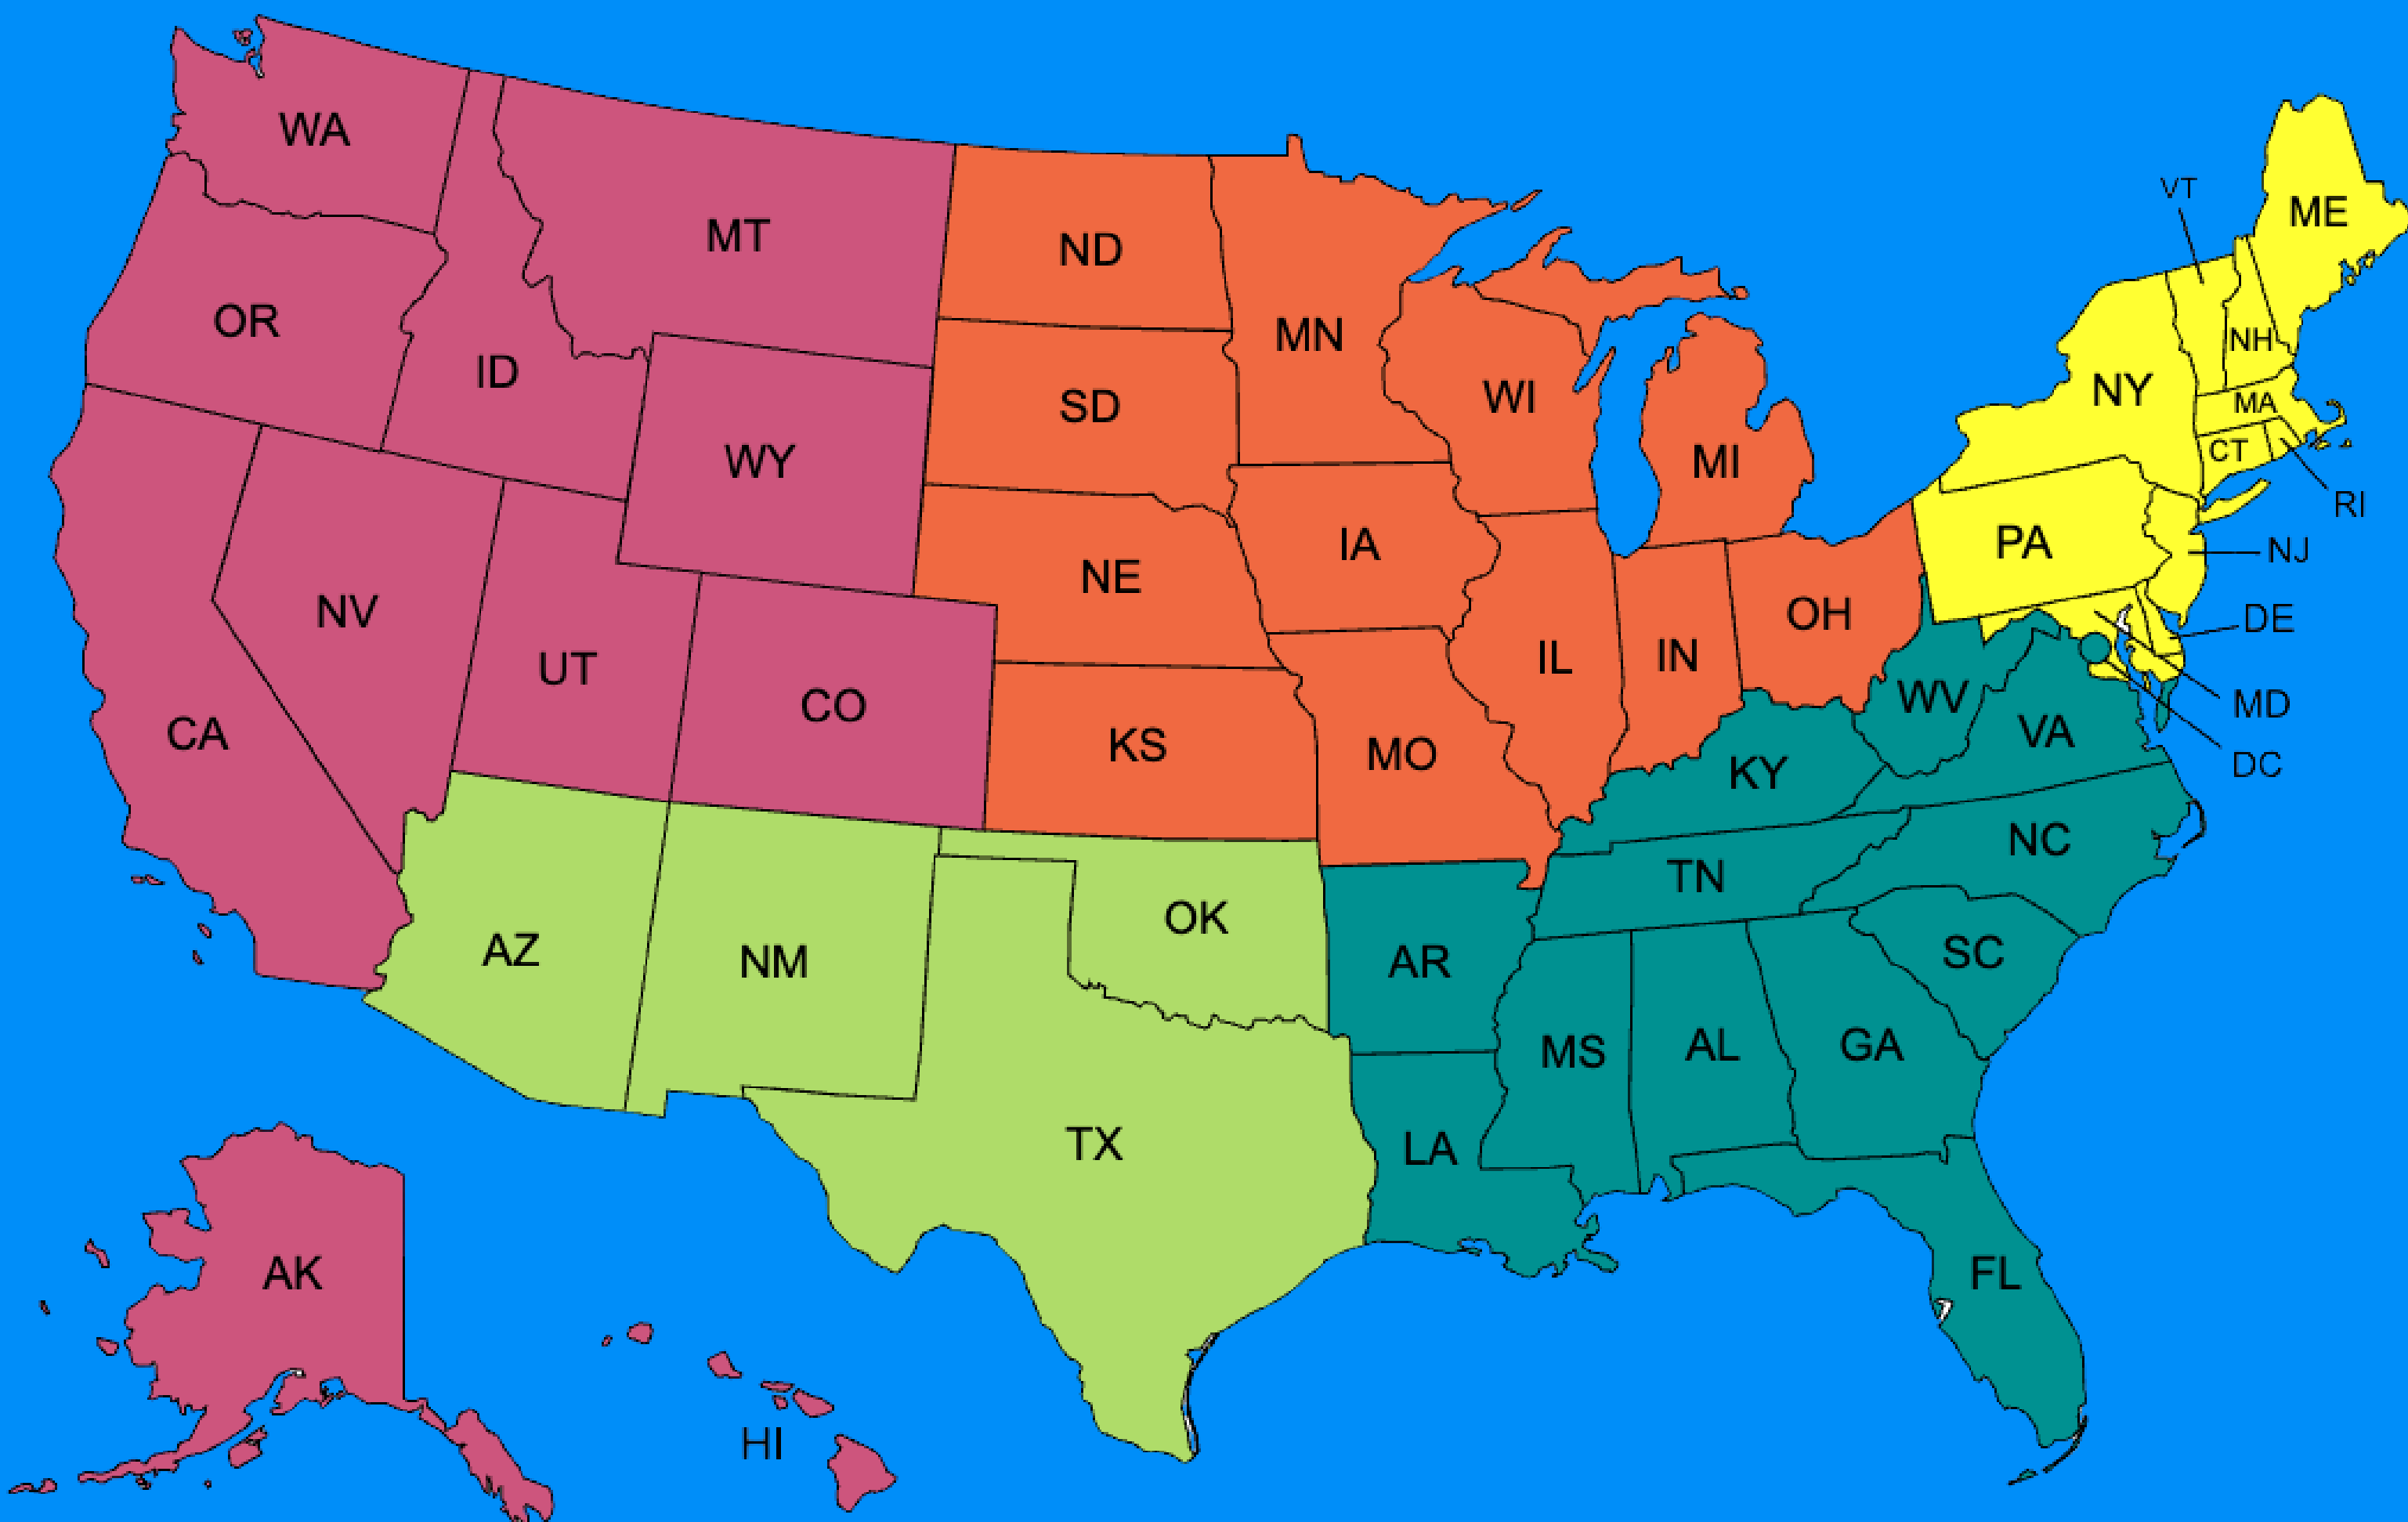 WA
MT
ND
VT
ME
OR
ID
MN
SD
WI
NY
NH
MA
CT
RI
WY
MI
NE
IA
PA
NJ
NV
UT
CO
IL
IN
OH
DE
CA
KS
MO
KY
WV
VA
MD
DC
AZ
NM
OK
AR
TN
NC
SC
TX
LA
MS
AL
GA
AK
HI
FL